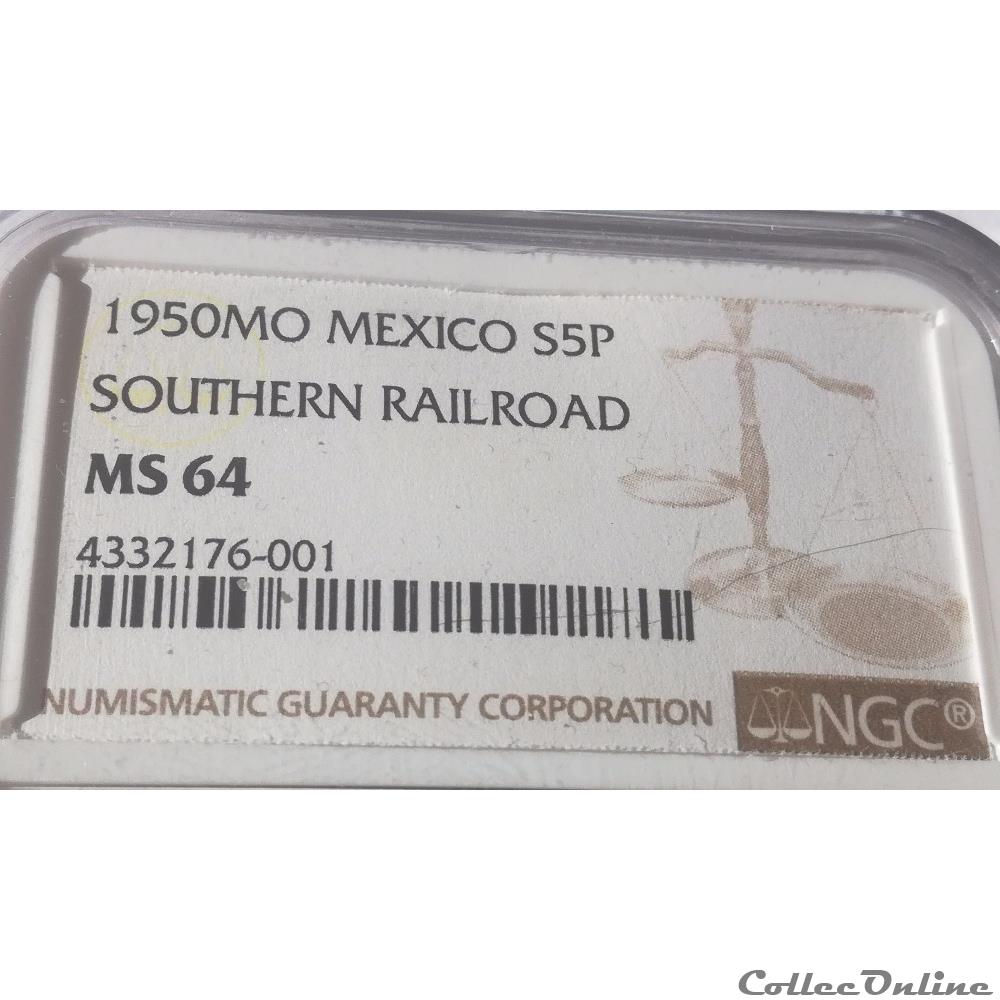 1950MO MEXICO S5P
SOUTHERN RAILROAD
MS 64
4332176-001
NUMISMATIC GUARANTY CORPORATION NGC®
CollecOnline